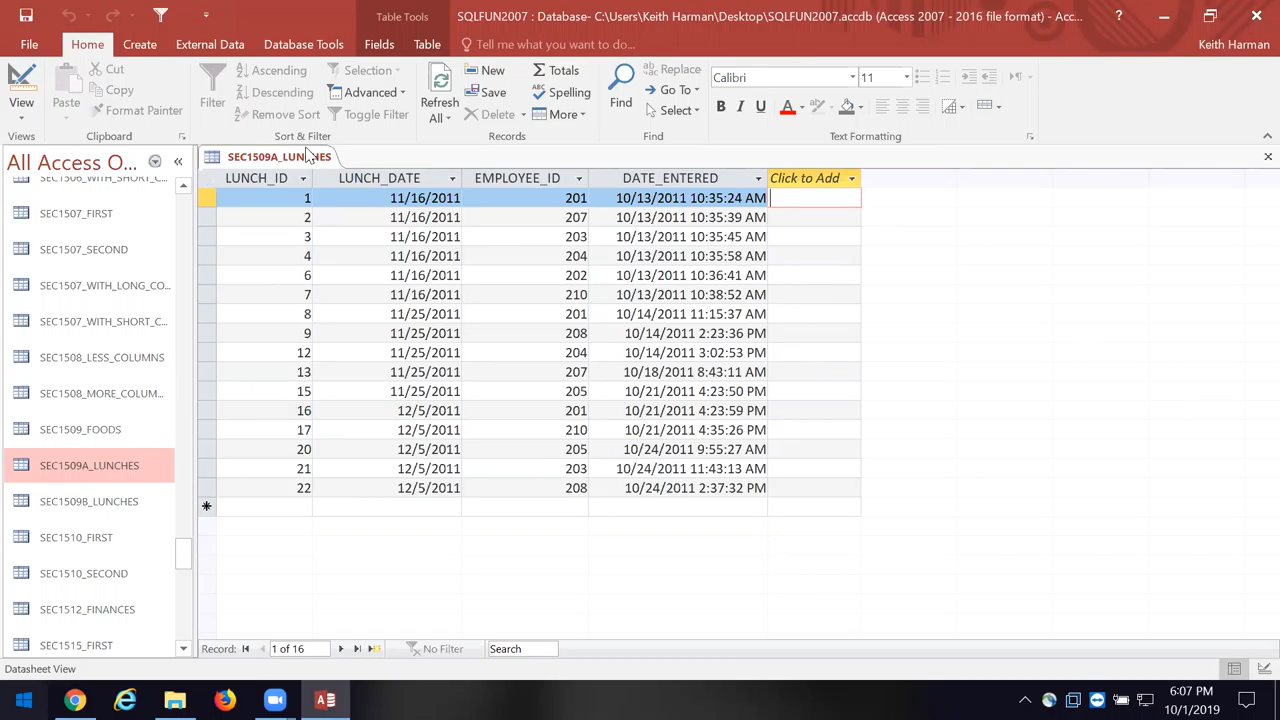 SQLFUN2007 : Database- C:\Users\Keith Harman\Desktop\SQLFUN2007.accdb (Access 2007 - 2016 file format) - Acc...
Table Tools
File Home Create External Data Database Tools Fields Table Tell me what you want to do... Keith Harman
View
Views
Paste
Cut
Copy
Format Painter
Clipboard
Filter
Ascending
Descending
Remove Sort
Selection
Advanced
Toggle Filter
Sort & Filter
Refresh
All
New
Save
Delete
Totals
Spelling
More
Records
Find
Replace
Go To
Select
Find
Calibri 11
B I U A
Text Formatting
All Access O...
SEC1507_FIRST
SEC1507_SECOND
SEC1507_WITH_LONG_CO...
SEC1507_WITH_SHORT_C...
SEC1508_LESS_COLUMNS
SEC1508_MORE_COLUM...
SEC1509_FOODS
SEC1509A_LUNCHES
SEC1509B_LUNCHES
SEC1510_FIRST
SEC1510_SECOND
SEC1512_FINANCES
SEC1515_FIRST
SEC1509A_LUNCHES
LUNCH_ID LUNCH_DATE EMPLOYEE_ID DATE_ENTERED Click to Add
1 11/16/2011 201 10/13/2011 10:35:24 AM
2 11/16/2011 207 10/13/2011 10:35:39 AM
3 11/16/2011 203 10/13/2011 10:35:45 AM
4 11/16/2011 204 10/13/2011 10:35:58 AM
6 11/16/2011 202 10/13/2011 10:36:41 AM
7 11/16/2011 210 10/13/2011 10:38:52 AM
8 11/25/2011 201 10/14/2011 11:15:37 AM
9 11/25/2011 208 10/14/2011 2:23:36 PM
12 11/25/2011 204 10/14/2011 3:02:53 PM
13 11/25/2011 207 10/18/2011 8:43:11 AM
15 11/25/2011 205 10/21/2011 4:23:50 PM
16 12/5/2011 201 10/21/2011 4:23:59 PM
17 12/5/2011 210 10/21/2011 4:35:26 PM
20 12/5/2011 205 10/24/2011 9:55:27 AM
21 12/5/2011 203 10/24/2011 11:43:13 AM
22 12/5/2011 208 10/24/2011 2:37:32 PM
Record: 1 of 16 No Filter Search
Datasheet View
6:07 PM
10/1/2019